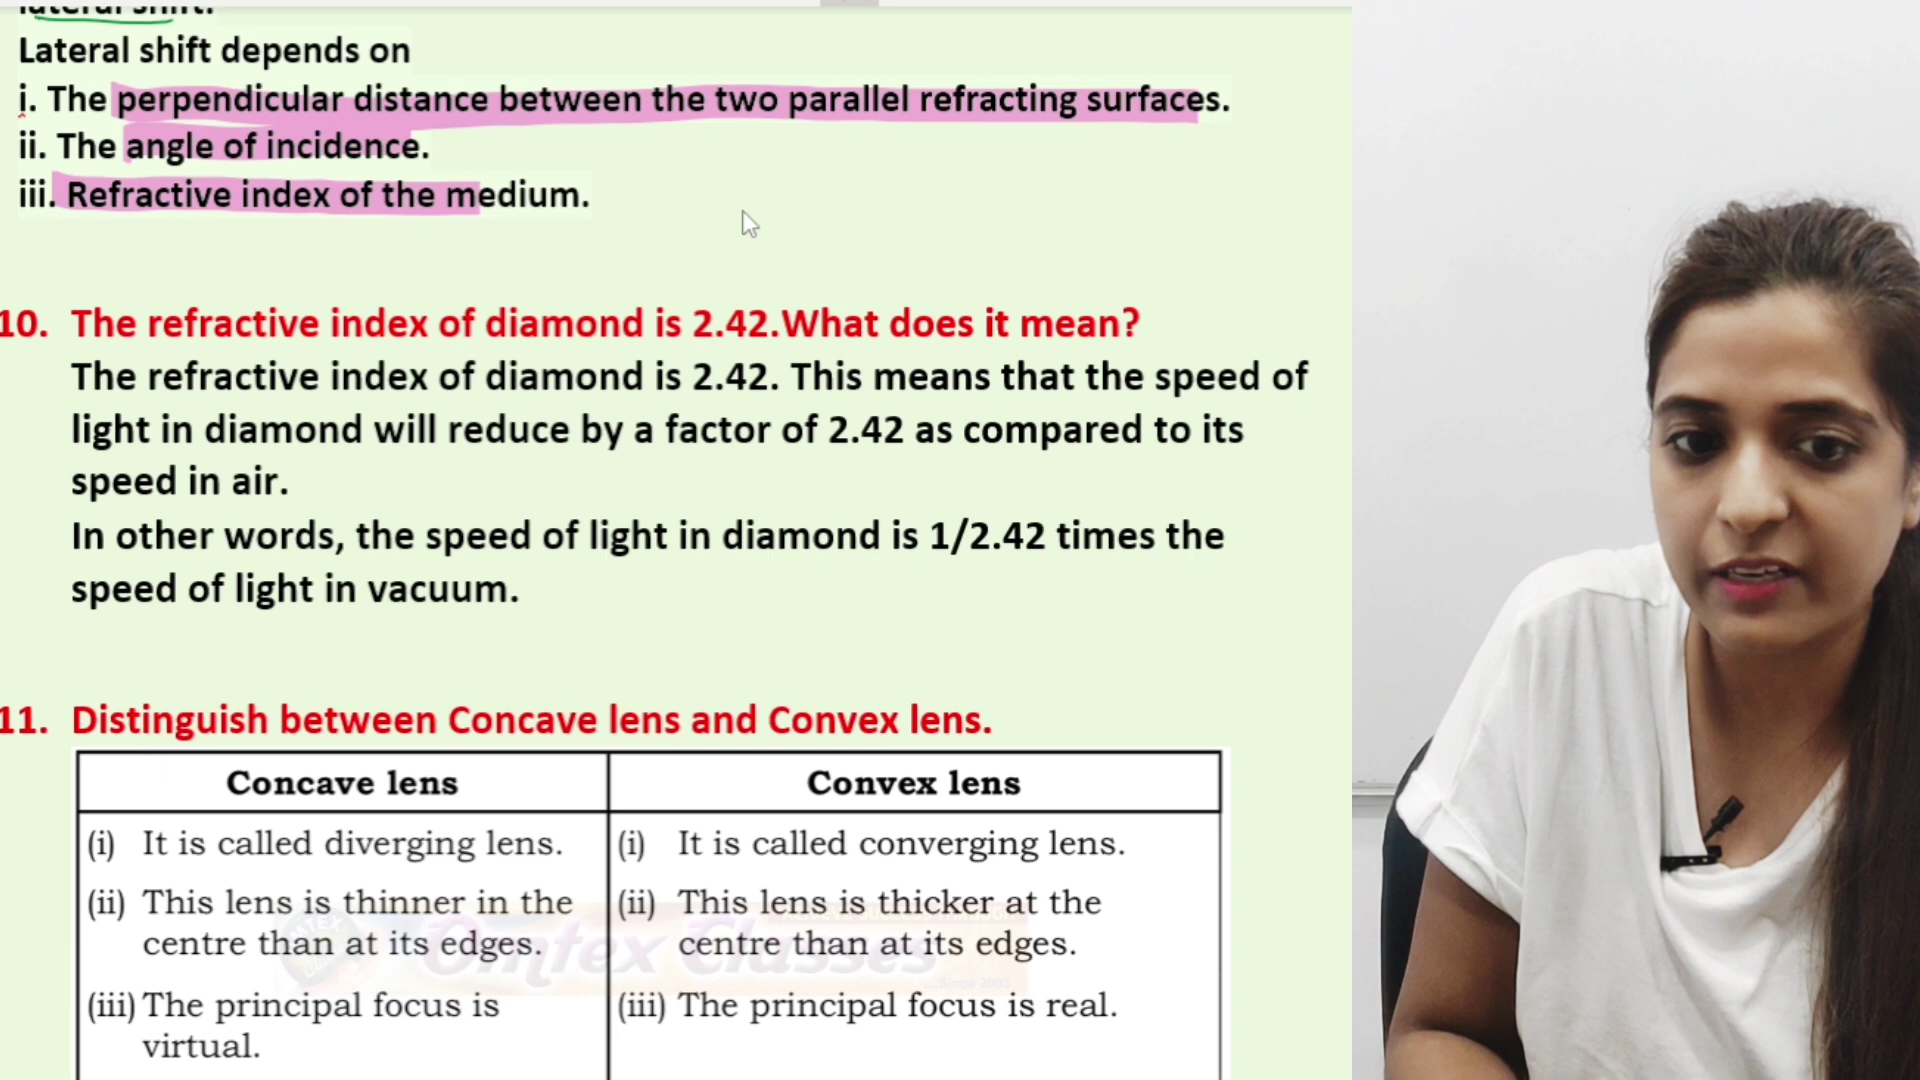 lateral shift.
Lateral shift depends on
i. The perpendicular distance between the two parallel refracting surfaces.
ii. The angle of incidence.
iii. Refractive index of the medium.
10. The refractive index of diamond is 2.42.What does it mean?
The refractive index of diamond is 2.42. This means that the speed of
light in diamond will reduce by a factor of 2.42 as compared to its
speed in air.
In other words, the speed of light in diamond is 1/2.42 times the
speed of light in vacuum.
11. Distinguish between Concave lens and Convex lens.
Concave lens
Convex lens
(i) It is called diverging lens.
(i) It is called converging lens.
(ii) This lens is thinner in the
centre than at its edges.
(ii) This lens is thicker at the
centre than at its edges.
Omtex Classes
Since 2003
(iii) The principal focus is
virtual.
(iii) The principal focus is real.